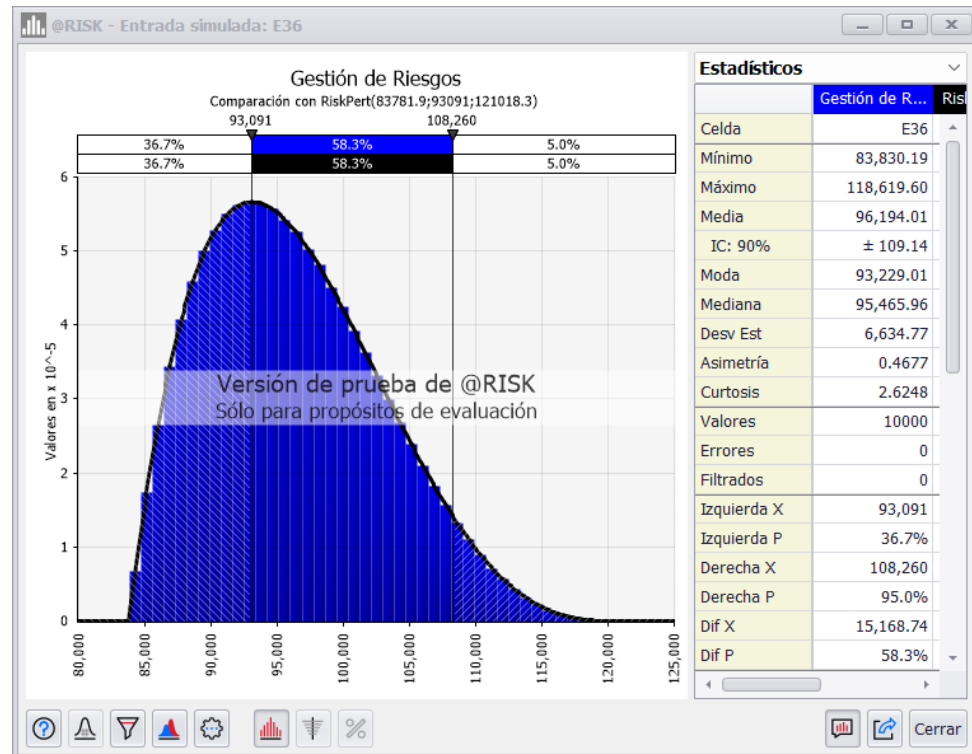 @RISK - Entrada simulada: E36
Gestión de Riesgos
Comparación con RiskPert(83781.9;93091;121018.3)
93,091 108,260
36.7% 58.3% 5.0%
36.7% 58.3% 5.0%
Valores en x 10^-5
6
5
4
3
2
1
0
Versión de prueba de @RISK
Sólo para propósitos de evaluación
80,000 85,000 90,000 95,000 100,000 105,000 110,000 115,000 120,000 125,000
Estadísticos
Gestión de R... Risl
Celda E36
Mínimo 83,830.19
Máximo 118,619.60
Media 96,194.01
IC: 90% ± 109.14
Moda 93,229.01
Mediana 95,465.96
Desv Est 6,634.77
Asimetría 0.4677
Curtosis 2.6248
Valores 10000
Errores 0
Filtrados 0
Izquierda X 93,091
Izquierda P 36.7%
Derecha X 108,260
Derecha P 95.0%
Dif X 15,168.74
Dif P 58.3%
Cerrar